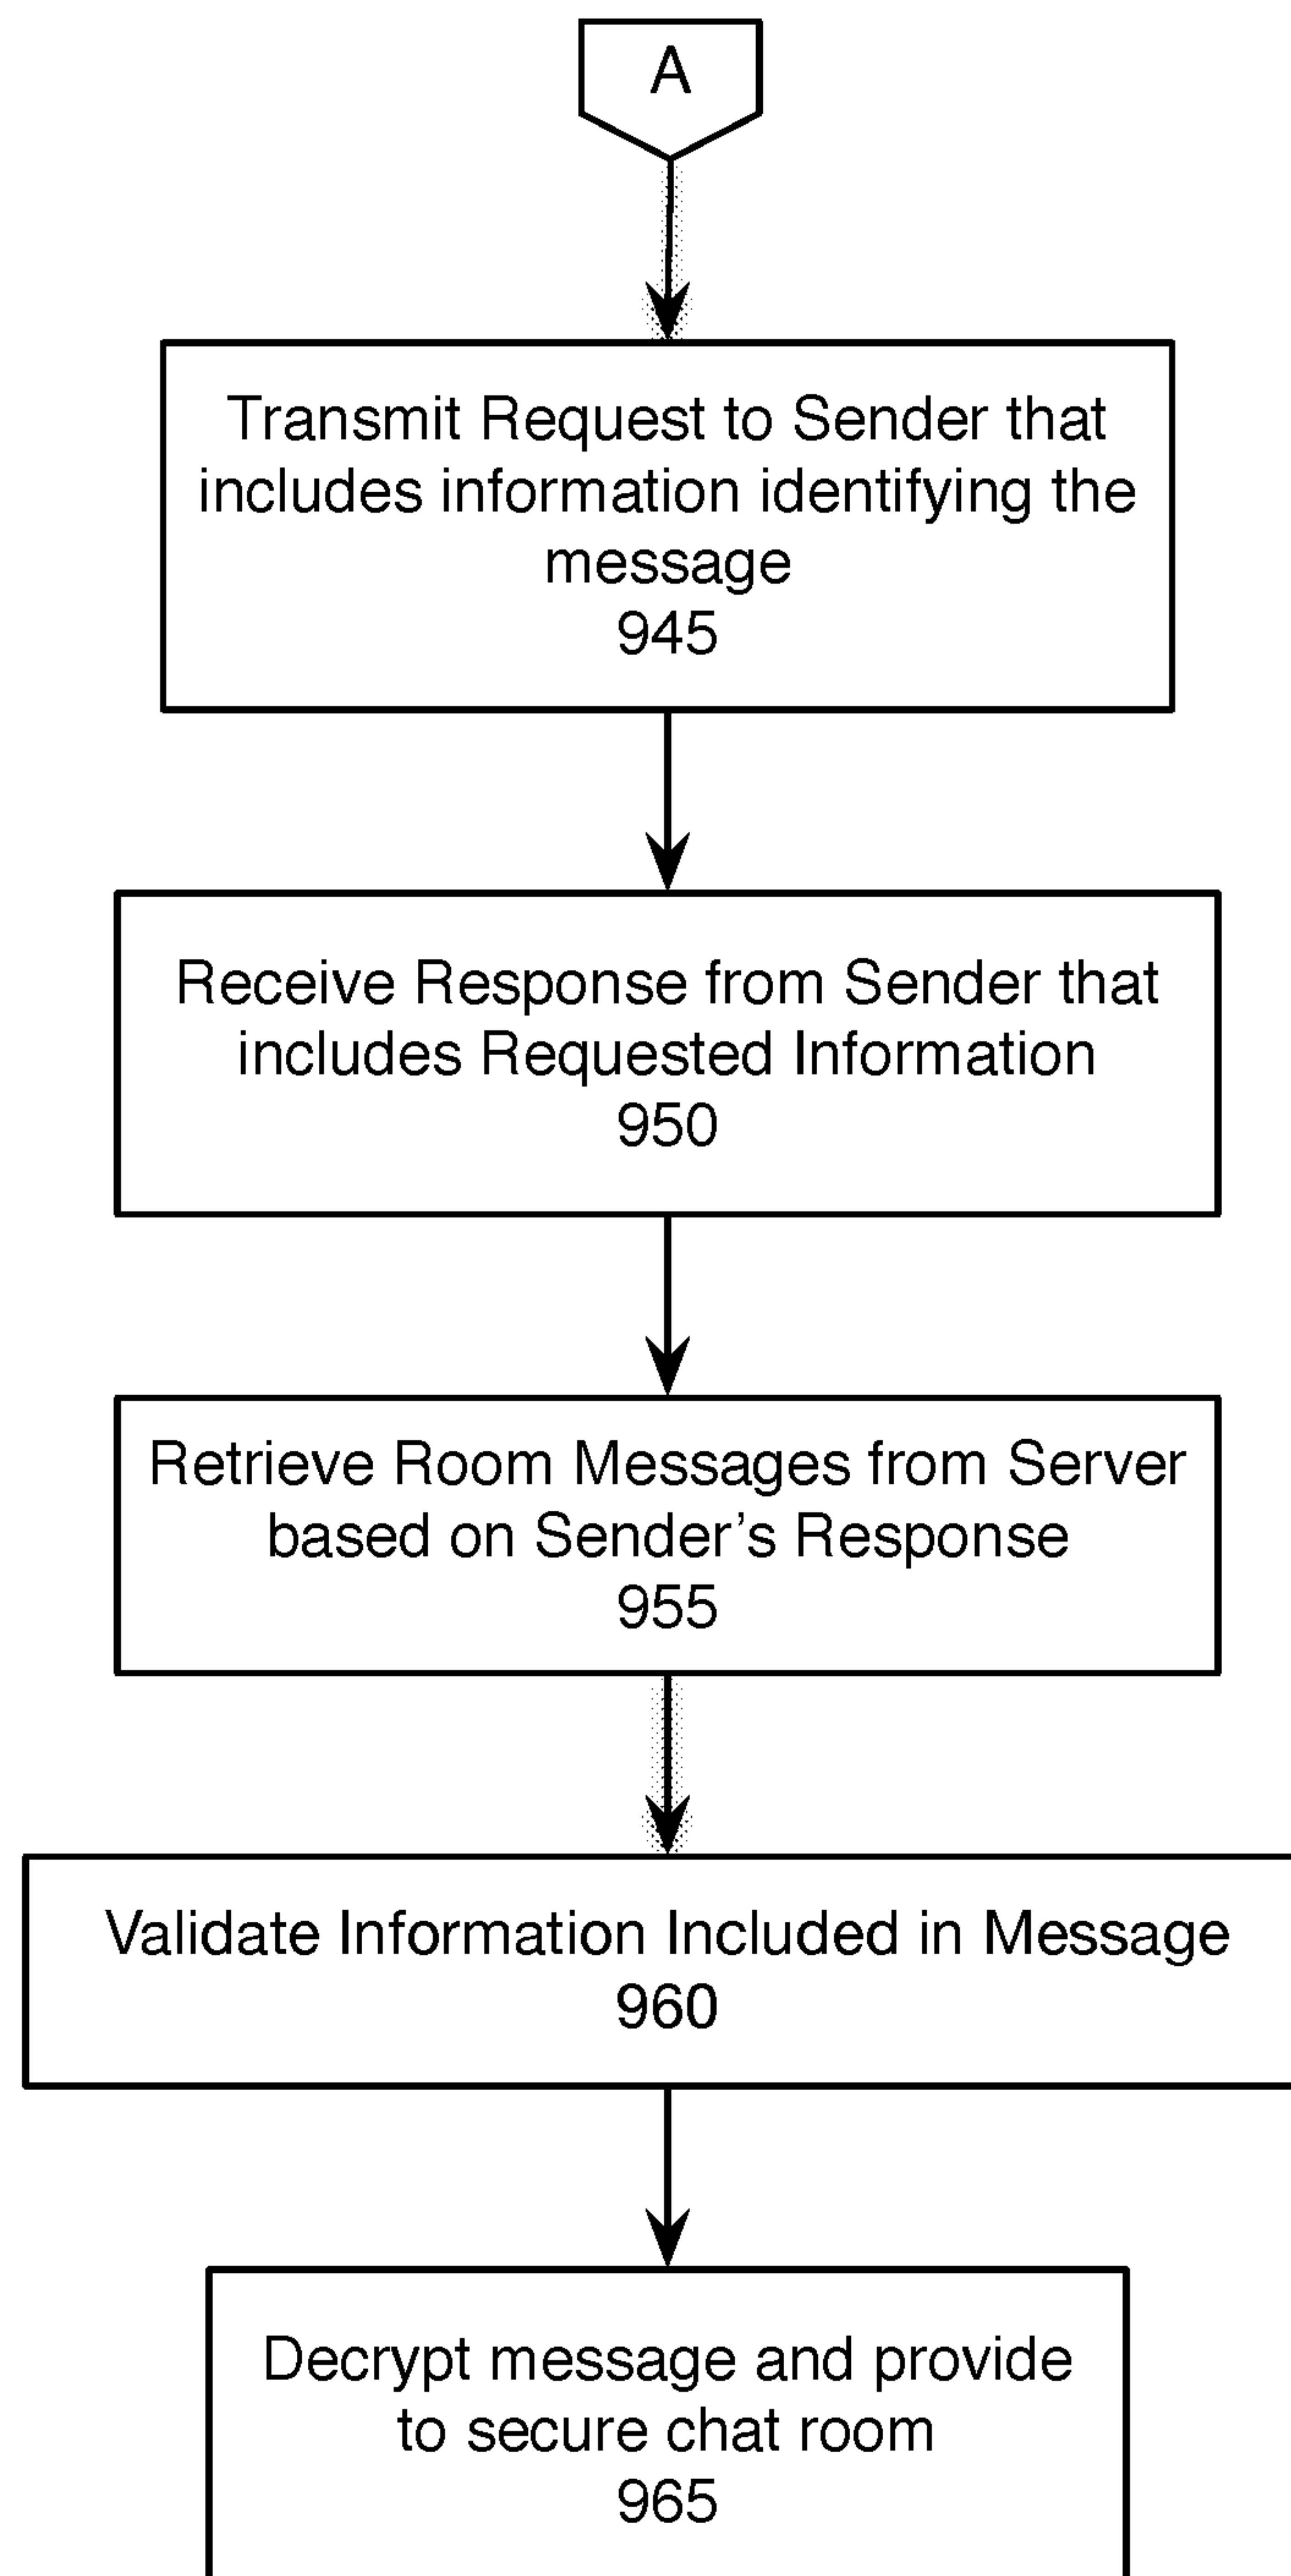 A
Transmit Request to Sender that
includes information identifying the
message
945
Receive Response from Sender that
includes Requested Information
950
Retrieve Room Messages from Server
based on Sender’s Response
955
Validate Information Included in Message
960
Decrypt message and provide
to secure chat room
965